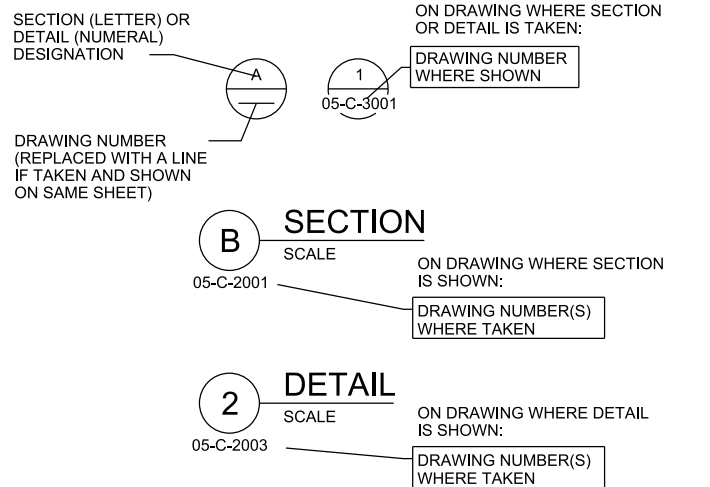 SECTION (LETTER) OR
DETAIL (NUMERAL)
DESIGNATION
A
DRAWING NUMBER
(REPLACED WITH A LINE
IF TAKEN AND SHOWN
ON SAME SHEET)
ON DRAWING WHERE SECTION
OR DETAIL IS TAKEN:
1
05-C-3001
DRAWING NUMBER
WHERE SHOWN
B
SECTION
SCALE
05-C-2001
ON DRAWING WHERE SECTION
IS SHOWN:
DRAWING NUMBER(S)
WHERE TAKEN
2
DETAIL
SCALE
05-C-2003
ON DRAWING WHERE DETAIL
IS SHOWN:
DRAWING NUMBER(S)
WHERE TAKEN